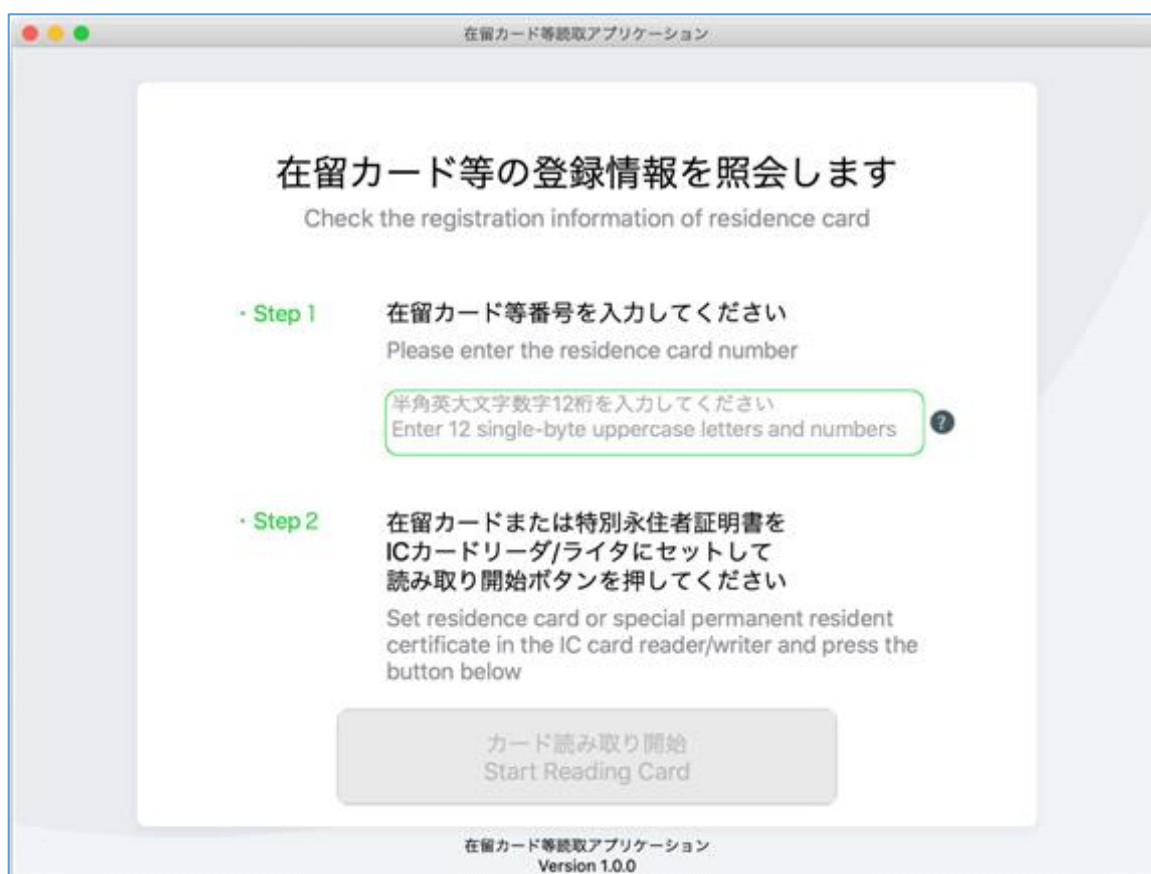 在留カード等読取アプリケーション
在留カード等の登録情報を照会します
Check the registration information of residence card
・Step 1
在留カード等番号を入力してください
Please enter the residence card number
半角英大文字数字12桁を入力してください
Enter 12 single-byte uppercase letters and numbers
?
・Step 2
在留カードまたは特別永住者証明書を
ICカードリーダ/ライタにセットして
読み取り開始ボタンを押してください
Set residence card or special permanent resident
certificate in the IC card reader/writer and press the
button below
カード読み取り開始
Start Reading Card
在留カード等読取アプリケーション
Version 1.0.0